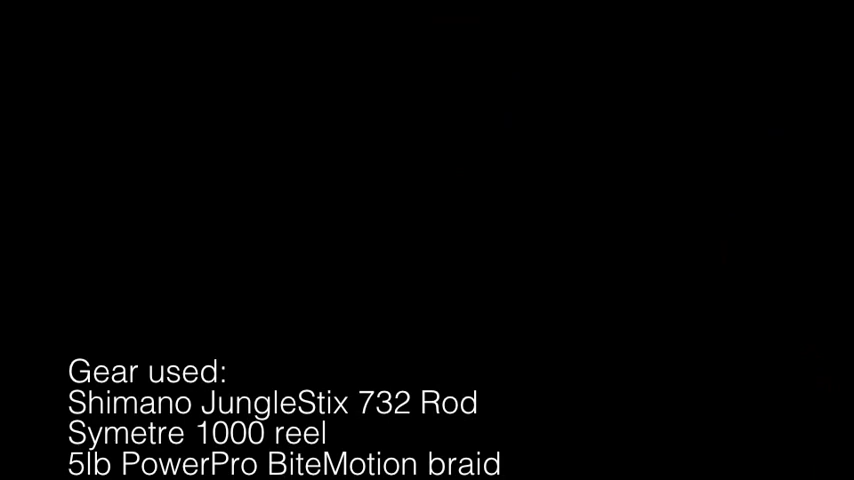 Gear used:
Shimano JungleStix 732 Rod
Symetre 1000 reel
5lb PowerPro BiteMotion braid